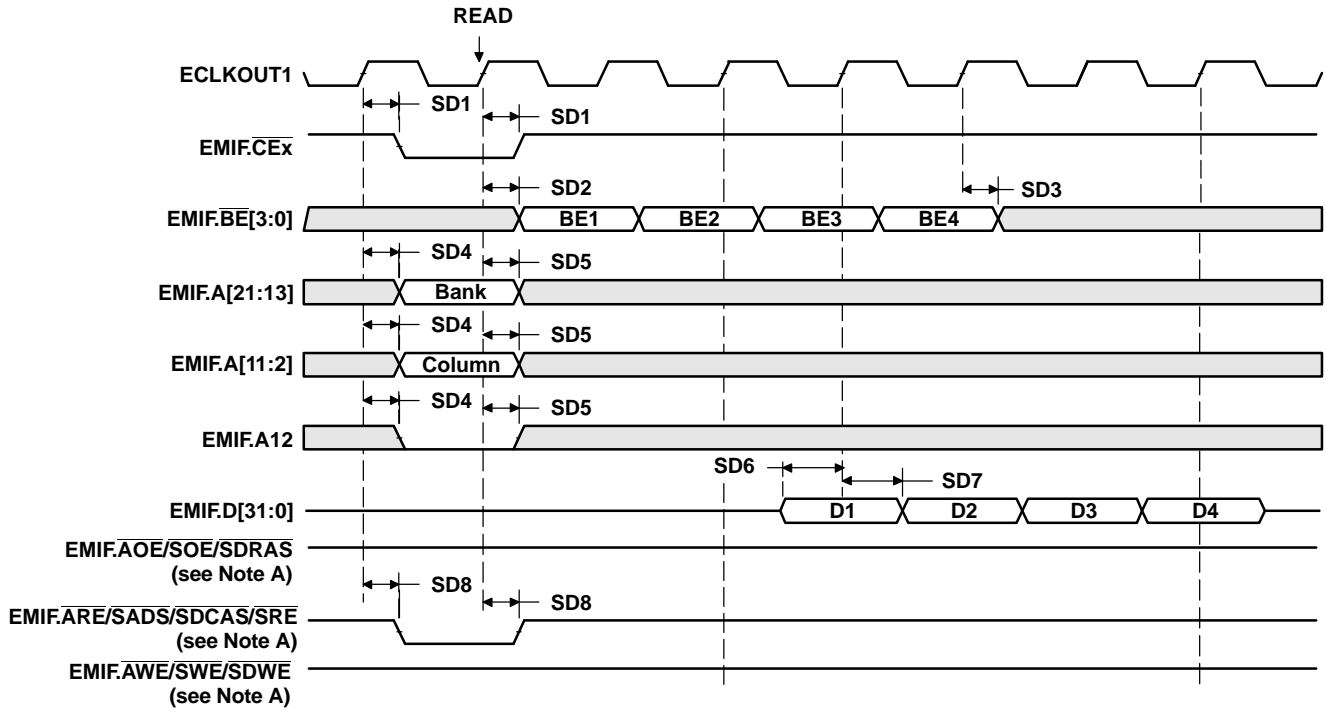 READ
ECLKOUT1
SD1
SD1
EMIF.CEx
SD2
SD3
EMIF.BE[3:0]
BE1
BE2
BE3
BE4
SD4
SD5
EMIF.A[21:13]
Bank
SD4
SD5
EMIF.A[11:2]
Column
SD4
SD5
EMIF.A12
SD6
SD7
EMIF.D[31:0]
D1
D2
D3
D4
EMIF.AOE/SOE/SDRAS
(see Note A)
SD8
SD8
EMIF.ARE/SADS/SDCAS/SRE
(see Note A)
EMIF.AWE/SWE/SDWE
(see Note A)